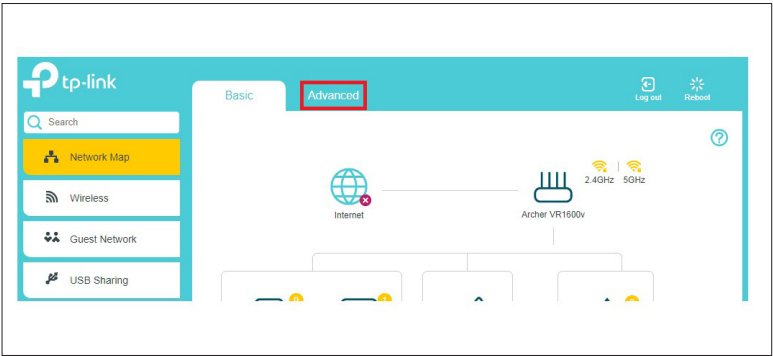 tp-link
Basic
Advanced
Log out
Reboot
Search
Network Map
Wireless
Guest Network
USB Sharing
?
2.4GHz | 5GHz
Internet
Archer VR1600v